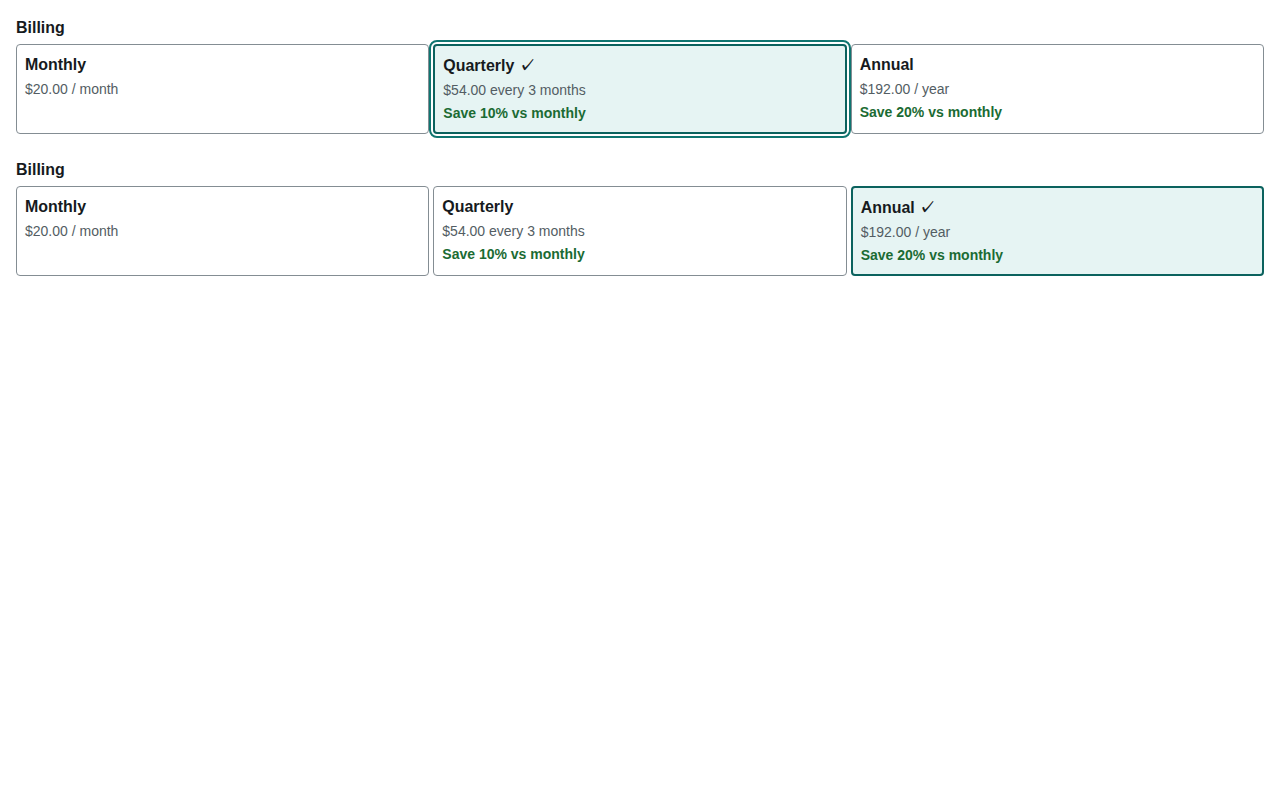 Billing
Monthly
$20.00 / month
Quarterly ✓
$54.00 every 3 months
Save 10% vs monthly
Annual
$192.00 / year
Save 20% vs monthly
Billing
Monthly
$20.00 / month
Quarterly
$54.00 every 3 months
Save 10% vs monthly
Annual ✓
$192.00 / year
Save 20% vs monthly